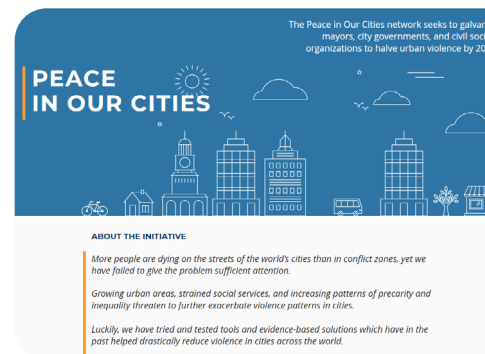 The Peace in Our Cities network seeks to
mayors, city governments, and civil
organizations to halve urban violence by
PEACE
IN OUR CITIES
ABOUT THE INITIATIVE
More people are dying on the streets of the world's cities than in conflict zones, yet we
have failed to give the problem sufficient attention.
Growing urban areas, strained social services, and increasing patterns of precarity and
inequality threaten to further exacerbate violence patterns in cities.
Luckily, we have tried and tested tools and evidence-based solutions which have in the
past helped drastically reduce violence in cities across the world.